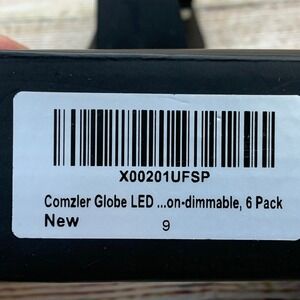 X00201UFSP
Comzler Globe LED ...on-dimmable, 6 Pack
New 9